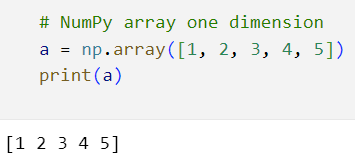 # NumPy array one dimension
a = np.array([1, 2, 3, 4, 5])
print(a)
[1 2 3 4 5]